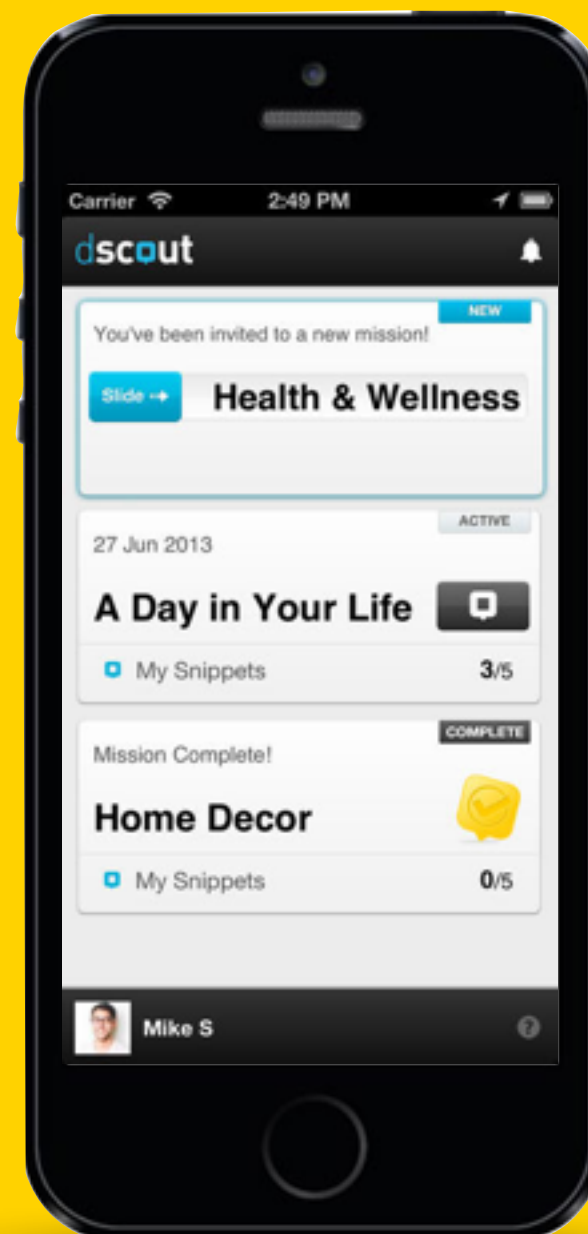 Carrier 2:49 PM
dscout
NEW
You've been invited to a new mission!
Slide Health & Wellness
ACTIVE
27 Jun 2013
A Day in Your Life
My Snippets 3/5
COMPLETE
Mission Complete!
Home Decor
My Snippets 0/5
Mike S ?